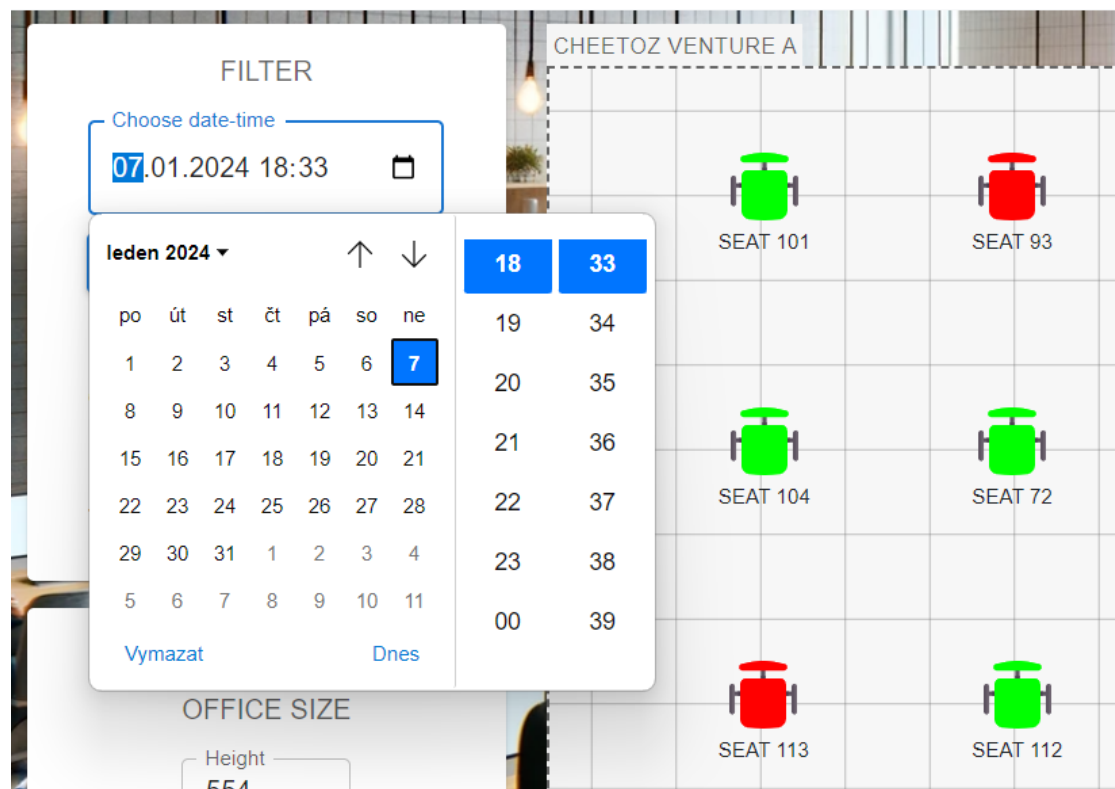 FILTER
Choose date-time
07.01.2024 18:33
leden 2024
po út st čt pá so ne
1 2 3 4 5 6 7
8 9 10 11 12 13 14
15 16 17 18 19 20 21
22 23 24 25 26 27 28
29 30 31 1 2 3 4
5 6 7 8 9 10 11
Vymazat Dnes
18 33
19 34
20 35
21 36
22 37
23 38
00 39
OFFICE SIZE
Height
554
CHEETOZ VENTURE A
SEAT 101 SEAT 93
SEAT 104 SEAT 72
SEAT 113 SEAT 112